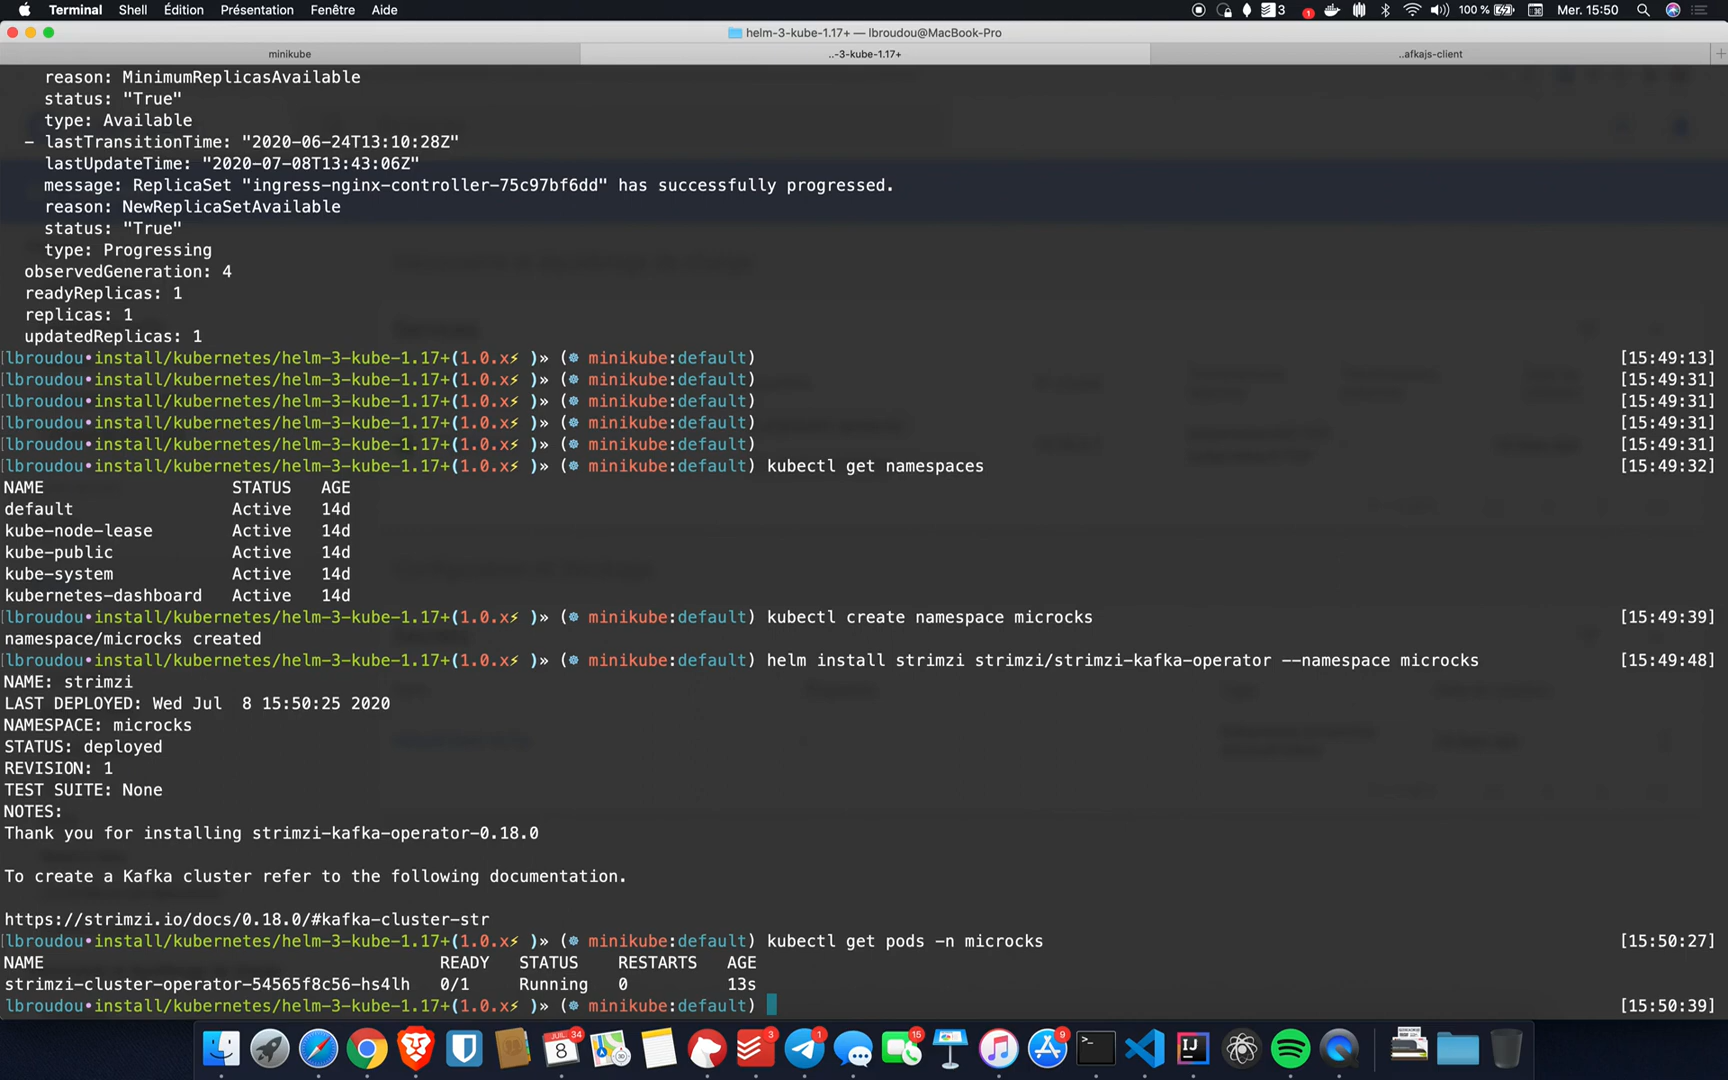 Terminal Shell Édition Présentation Fenêtre Aide 3 1 100 % Mer. 15:50
helm-3-kube-1.17+ — lbroudou@MacBook-Pro
minikube ..-3-kube-1.17+ ..afkajs-client
reason: MinimumReplicasAvailable
status: "True"
type: Available
– lastTransitionTime: "2020-06-24T13:10:28Z"
lastUpdateTime: "2020-07-08T13:43:06Z"
message: ReplicaSet "ingress-nginx-controller-75c97bf6dd" has successfully progressed.
reason: NewReplicaSetAvailable
status: "True"
type: Progressing
observedGeneration: 4
readyReplicas: 1
replicas: 1
updatedReplicas: 1
lbroudou•install/kubernetes/helm-3-kube-1.17+(1.0.x⚡ )» (⎈ minikube:default) [15:49:13]
lbroudou•install/kubernetes/helm-3-kube-1.17+(1.0.x⚡ )» (⎈ minikube:default) [15:49:31]
lbroudou•install/kubernetes/helm-3-kube-1.17+(1.0.x⚡ )» (⎈ minikube:default) [15:49:31]
lbroudou•install/kubernetes/helm-3-kube-1.17+(1.0.x⚡ )» (⎈ minikube:default) [15:49:31]
lbroudou•install/kubernetes/helm-3-kube-1.17+(1.0.x⚡ )» (⎈ minikube:default) [15:49:31]
lbroudou•install/kubernetes/helm-3-kube-1.17+(1.0.x⚡ )» (⎈ minikube:default) kubectl get namespaces [15:49:32]
NAME STATUS AGE
default Active 14d
kube-node-lease Active 14d
kube-public Active 14d
kube-system Active 14d
kubernetes-dashboard Active 14d
lbroudou•install/kubernetes/helm-3-kube-1.17+(1.0.x⚡ )» (⎈ minikube:default) kubectl create namespace microcks [15:49:39]
namespace/microcks created
lbroudou•install/kubernetes/helm-3-kube-1.17+(1.0.x⚡ )» (⎈ minikube:default) helm install strimzi strimzi/strimzi-kafka-operator --namespace microcks [15:49:48]
NAME: strimzi
LAST DEPLOYED: Wed Jul  8 15:50:25 2020
NAMESPACE: microcks
STATUS: deployed
REVISION: 1
TEST SUITE: None
NOTES:
Thank you for installing strimzi-kafka-operator-0.18.0
To create a Kafka cluster refer to the following documentation.
https://strimzi.io/docs/0.18.0/#kafka-cluster-str
lbroudou•install/kubernetes/helm-3-kube-1.17+(1.0.x⚡ )» (⎈ minikube:default) kubectl get pods -n microcks [15:50:27]
NAME READY STATUS RESTARTS AGE
strimzi-cluster-operator-54565f8c56-hs4lh 0/1 Running 0 13s
lbroudou•install/kubernetes/helm-3-kube-1.17+(1.0.x⚡ )» (⎈ minikube:default) [15:50:39]
JUL 8 34 3 1 15 9 >_ IJ